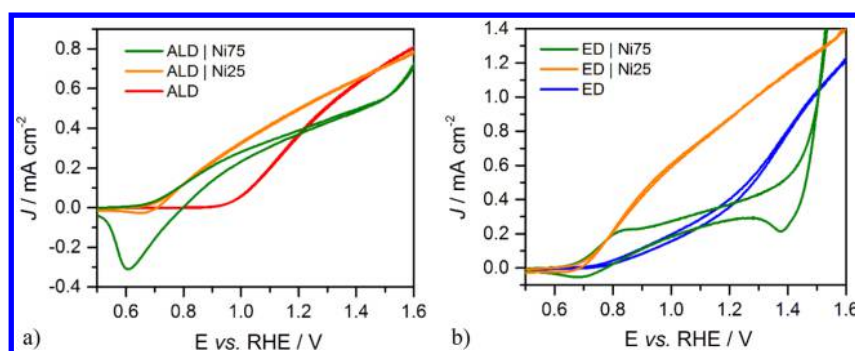 ALD | Ni75
ALD | Ni25
ALD
J / mA cm-2
0.8
0.6
0.4
0.2
0.0
-0.2
-0.4
0.6 0.8 1.0 1.2 1.4 1.6
E vs. RHE / V
a)
ED | Ni75
ED | Ni25
ED
J / mA cm-2
1.4
1.2
1.0
0.8
0.6
0.4
0.2
0.0
0.6 0.8 1.0 1.2 1.4 1.6
E vs. RHE / V
b)